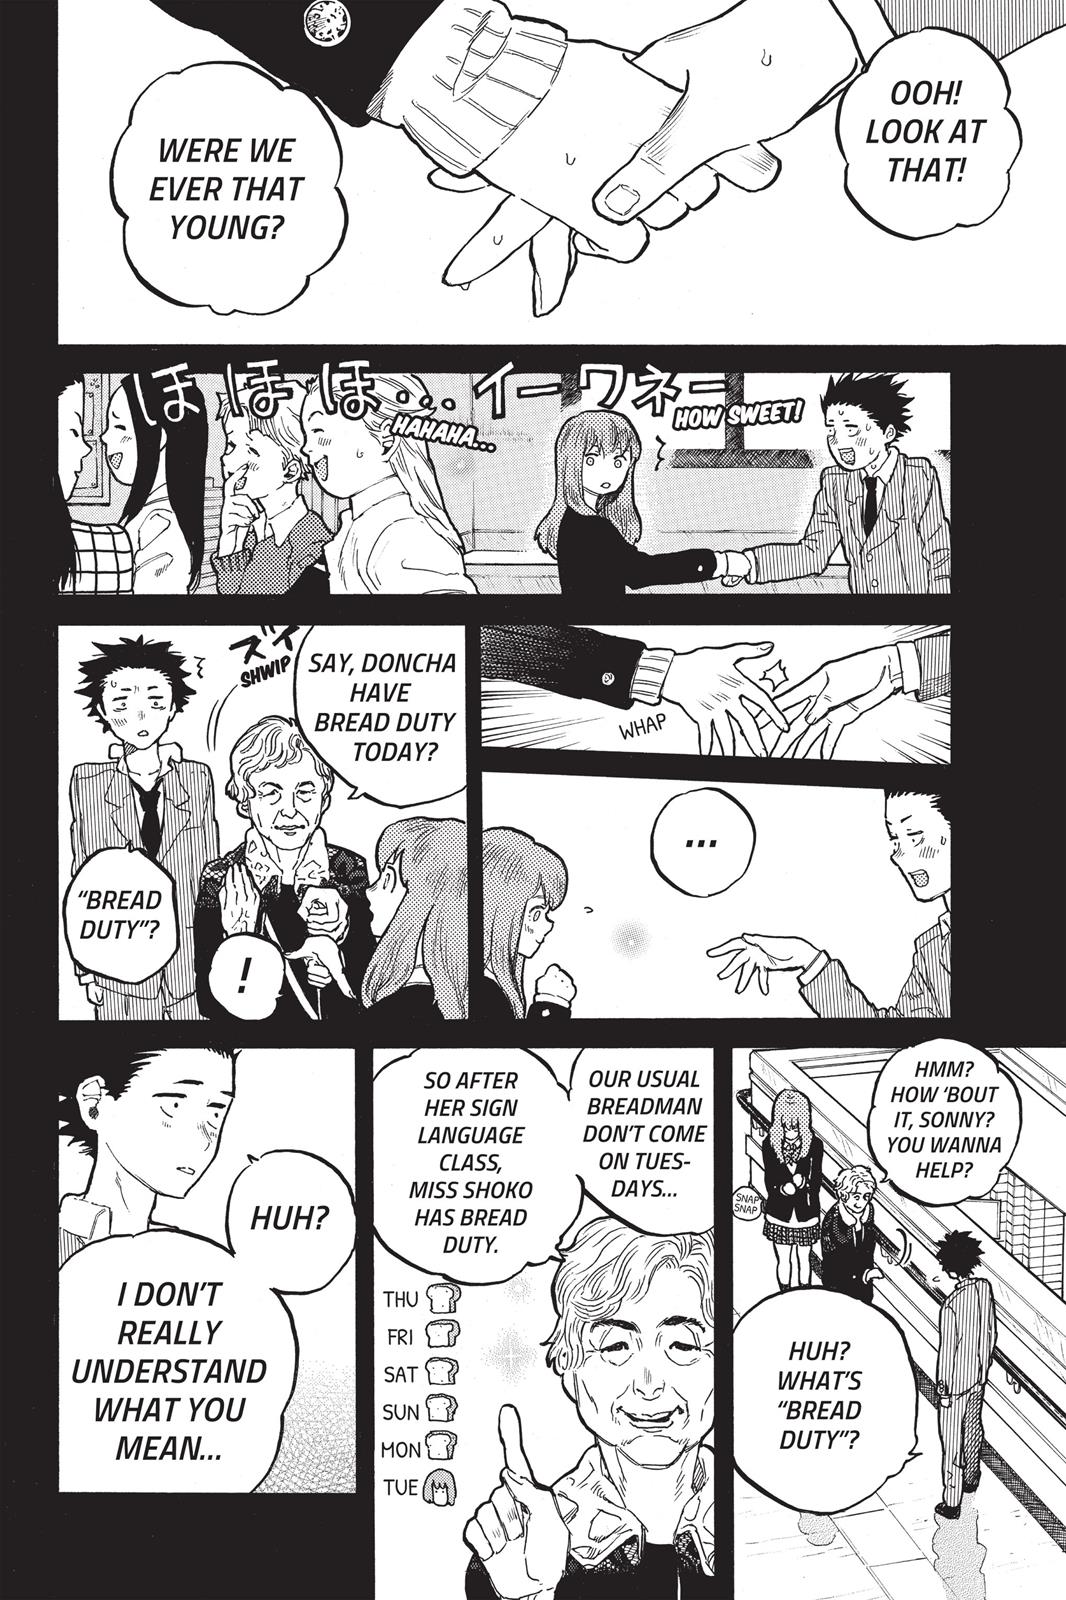 OOH!
LOOK AT
THAT!
WERE WE
EVER THAT
YOUNG?
ほほほ...
HAHAHA...
イーワネー
HOW SWEET!
WHAP
...
ズイ
SHWIP
SAY, DONCHA
HAVE
BREAD DUTY
TODAY?
"BREAD
DUTY"?
!
HMM?
HOW 'BOUT
IT, SONNY?
YOU WANNA
HELP?
SNAP
SNAP
HUH?
WHAT'S
"BREAD
DUTY"?
OUR USUAL
BREADMAN
DON'T COME
ON TUES-
DAYS...
SO AFTER
HER SIGN
LANGUAGE
CLASS,
MISS SHOKO
HAS BREAD
DUTY.
THU
FRI
SAT
SUN
MON
TUE
HUH?
I DON'T
REALLY
UNDERSTAND
WHAT YOU
MEAN...